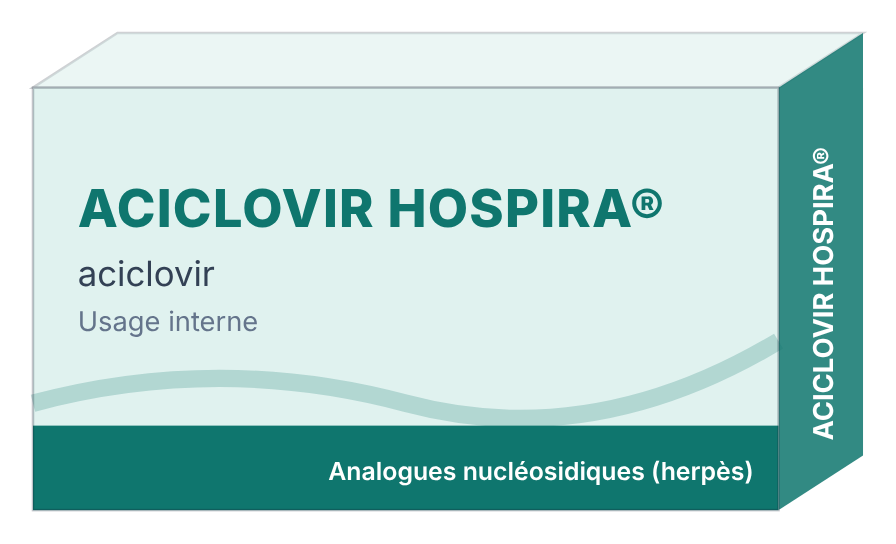 ACICLOVIR HOSPIRA®
aciclovir
Usage interne
Analogues nucléosidiques (herpès)
ACICLOVIR HOSPIRA®